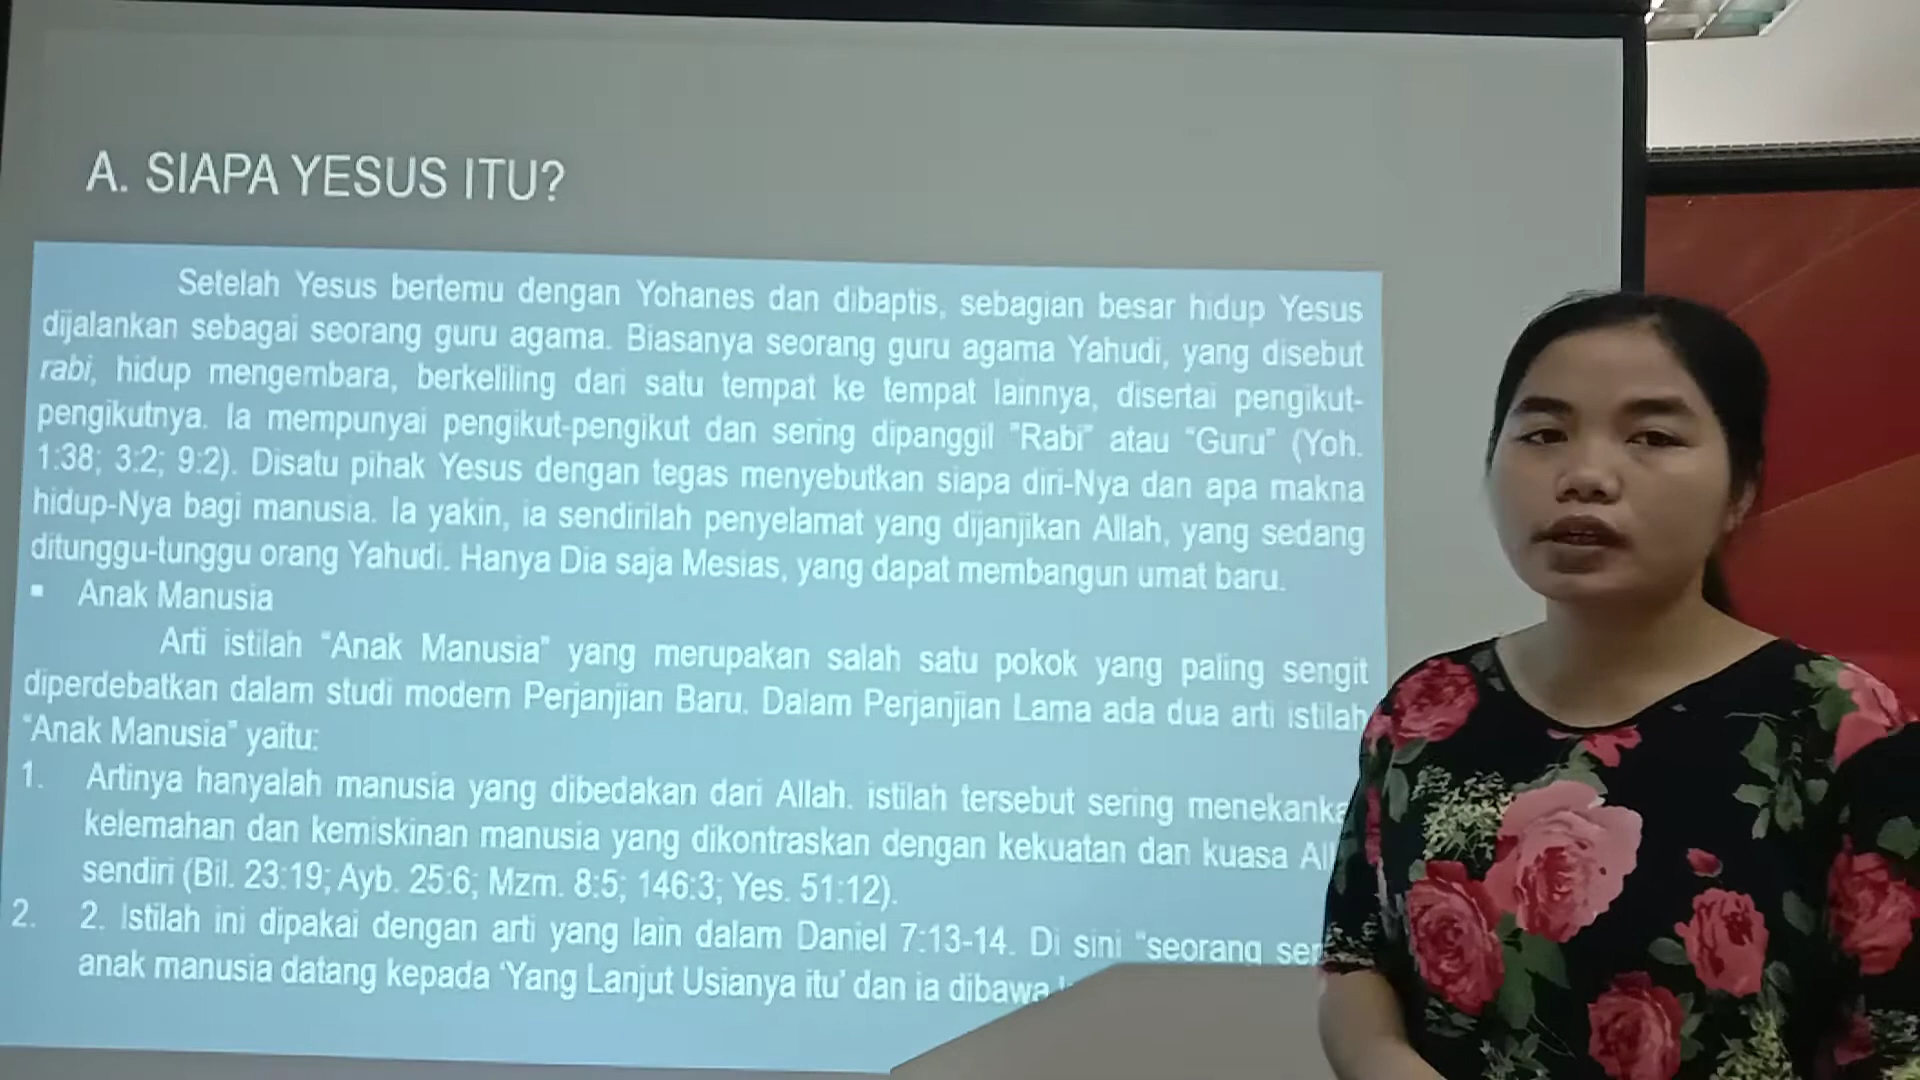 A. SIAPA YESUS ITU?
Setelah Yesus bertemu dengan Yohanes dan dibaptis, sebagian besar hidup Yesus
dijalankan sebagai seorang guru agama. Biasanya seorang guru agama Yahudi, yang disebut
rabi, hidup mengembara, berkeliling dari satu tempat ke tempat lainnya, disertai pengikut-
pengikutnya. Ia mempunyai pengikut-pengikut dan sering dipanggil "Rabi" atau "Guru" (Yoh.
1:38; 3:2; 9:2). Disatu pihak Yesus dengan tegas menyebutkan siapa diri-Nya dan apa makna
hidup-Nya bagi manusia. Ia yakin, ia sendirilah penyelamat yang dijanjikan Allah, yang sedang
ditunggu-tunggu orang Yahudi. Hanya Dia saja Mesias, yang dapat membangun umat baru.
▪ Anak Manusia
Arti istilah "Anak Manusia" yang merupakan salah satu pokok yang paling sengit
diperdebatkan dalam studi modern Perjanjian Baru. Dalam Perjanjian Lama ada dua arti istilah
"Anak Manusia" yaitu:
1. Artinya hanyalah manusia yang dibedakan dari Allah. istilah tersebut sering
kelemahan dan kemiskinan manusia yang dikontraskan dengan kekuatan dan kuasa
sendiri (Bil. 23:19; Ayb. 25:6; Mzm. 8:5; 146:3; Yes. 51:12).
2. 2. Istilah ini dipakai dengan arti yang lain dalam Daniel 7:13-14. Di sini "seorang
anak manusia datang kepada 'Yang Lanjut Usianya itu' dan ia dibawa